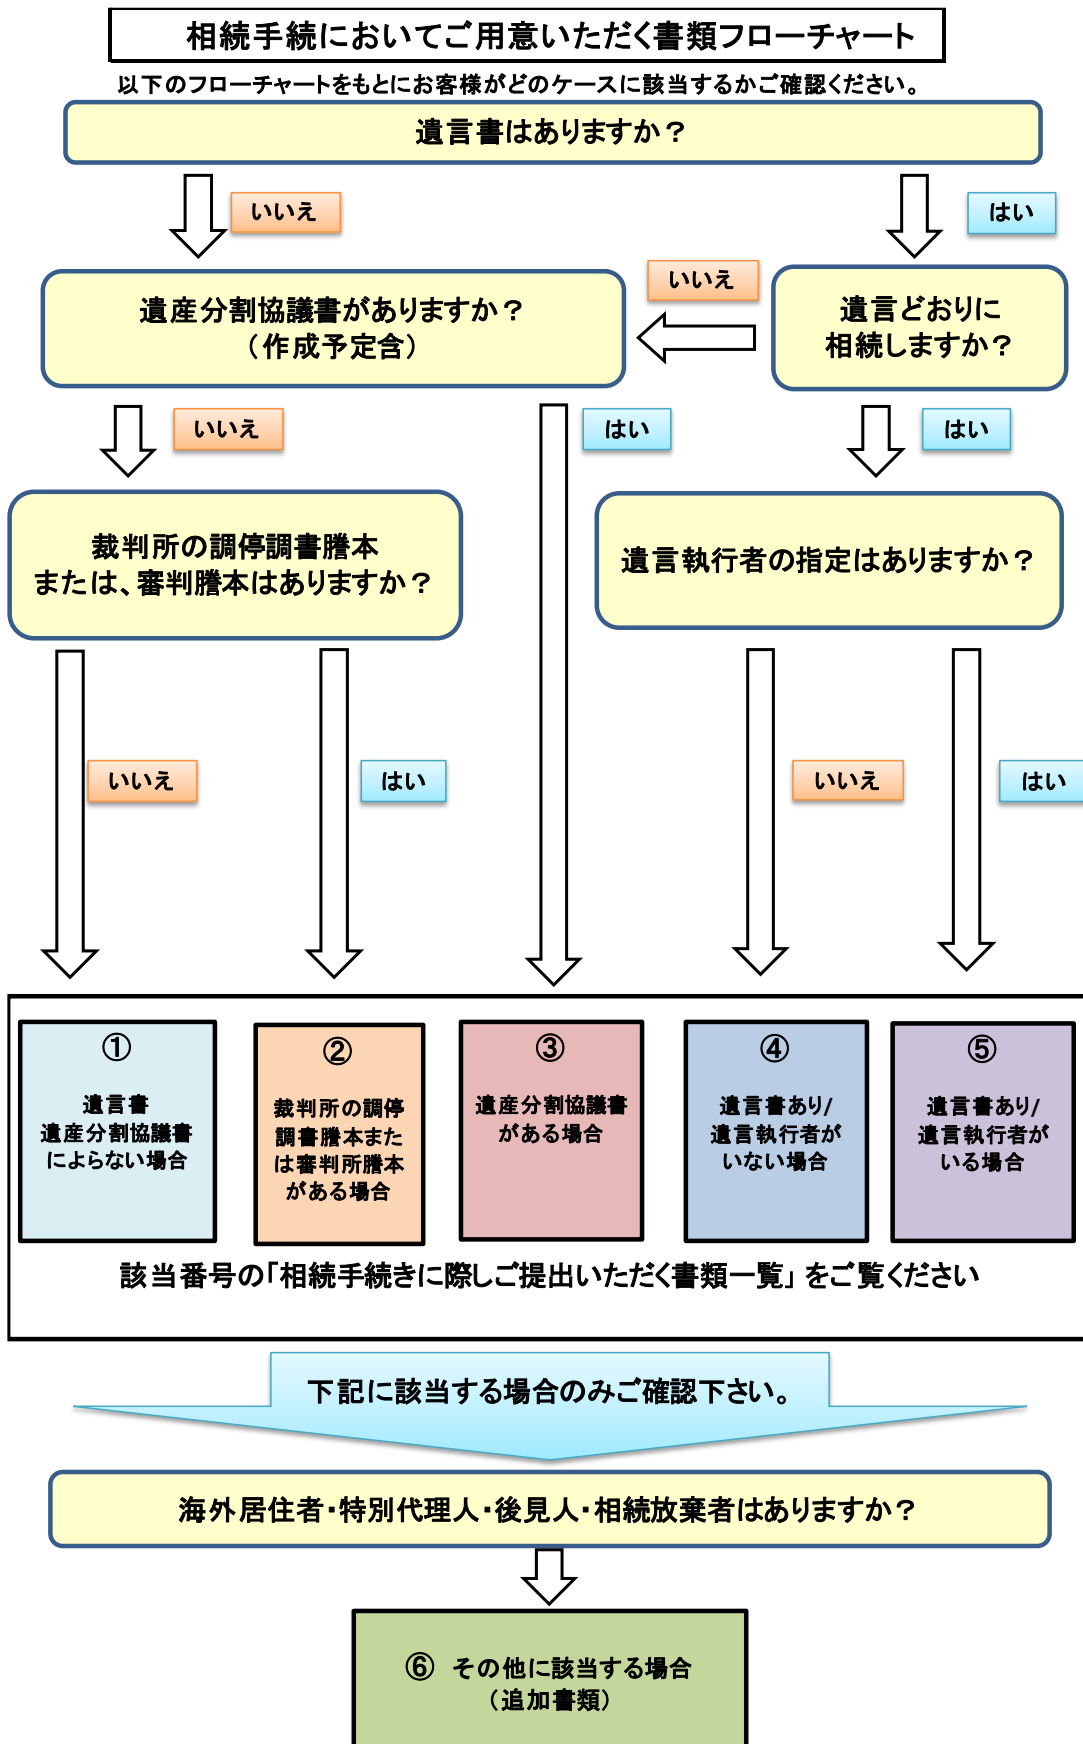 相続手続においてご用意いただく書類フローチャート
以下のフローチャートをもとにお客様がどのケースに該当するかご確認ください。
遺言書はありますか？
いいえ
はい
遺産分割協議書がありますか？
（作成予定含）
いいえ
遺言どおりに
相続しますか？
いいえ
はい
はい
裁判所の調停調書謄本
または、審判謄本はありますか？
遺言執行者の指定はありますか？
いいえ
はい
いいえ
はい
①
遺言書
遺産分割協議書
によらない場合
②
裁判所の調停
調書謄本また
は審判所謄本
がある場合
③
遺産分割協議書
がある場合
④
遺言書あり/
遺言執行者が
いない場合
⑤
遺言書あり/
遺言執行者が
いる場合
該当番号の「相続手続きに際しご提出いただく書類一覧」をご覧ください
下記に該当する場合のみご確認下さい。
海外居住者・特別代理人・後見人・相続放棄者はありますか？
⑥ その他に該当する場合
（追加書類）